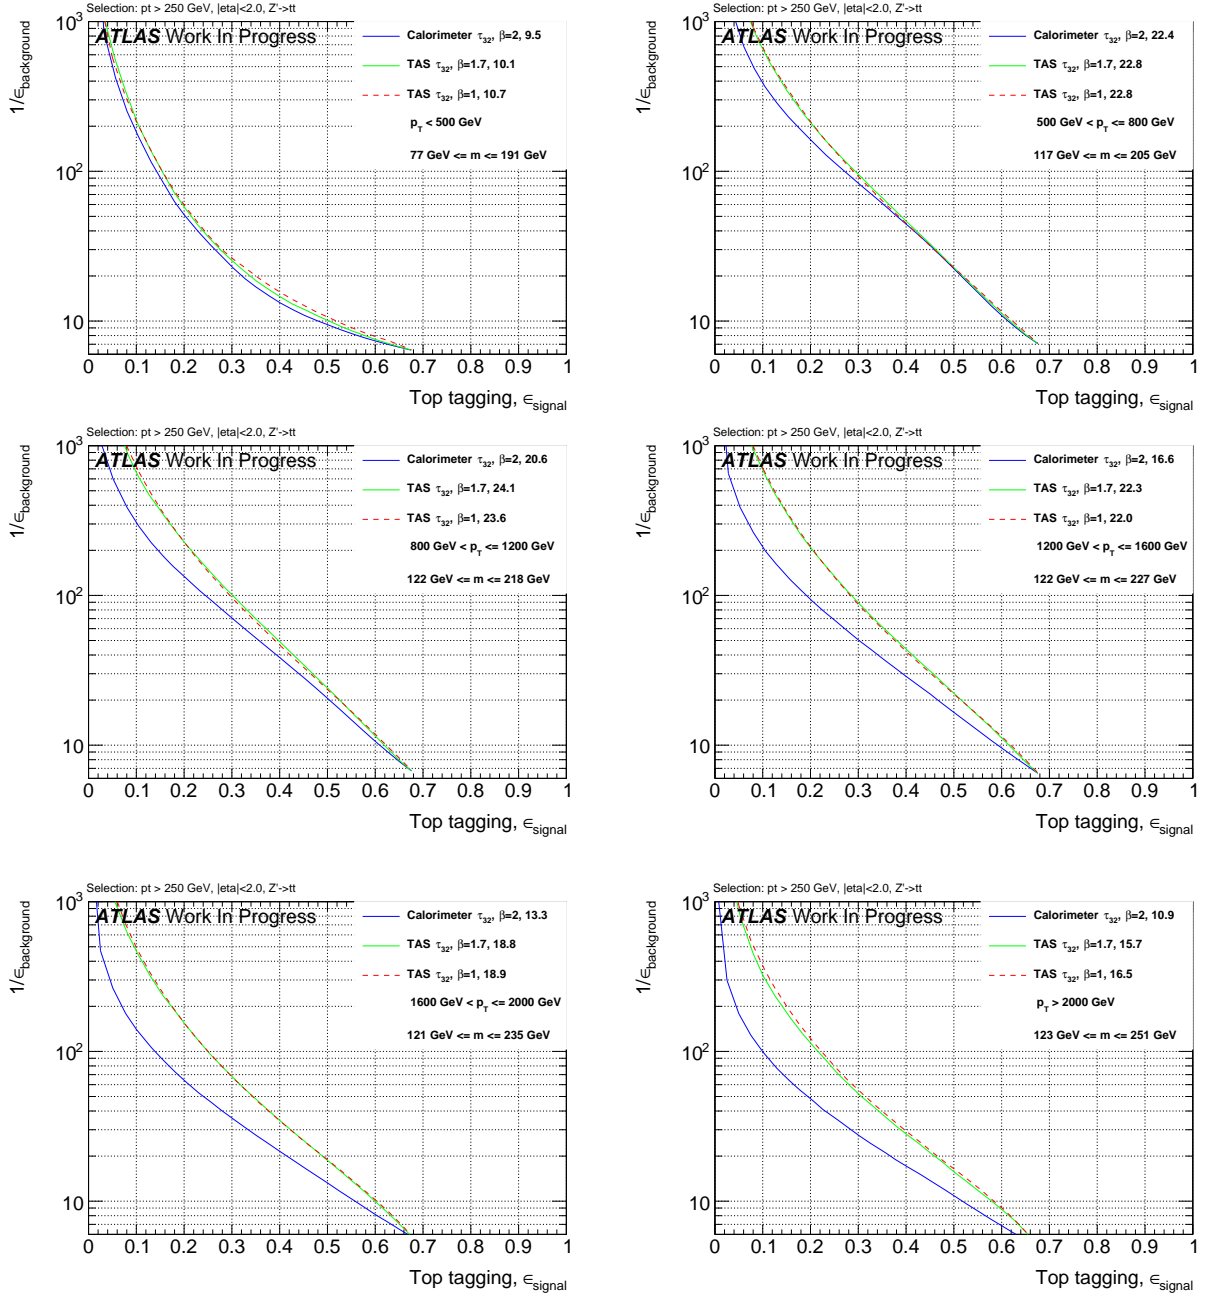 Selection: pt > 250 GeV, |eta|<2.0, Z'->tt
10³
ATLAS Work In Progress
1/ϵbackground
Calorimeter τ₃₂, β=2, 9.5
TAS τ₃₂, β=1.7, 10.1
TAS τ₃₂, β=1, 10.7
p_T < 500 GeV
77 GeV <= m <= 191 GeV
10²
10
0 0.1 0.2 0.3 0.4 0.5 0.6 0.7 0.8 0.9 1
Top tagging, ϵsignal
Selection: pt > 250 GeV, |eta|<2.0, Z'->tt
10³
ATLAS Work In Progress
1/ϵbackground
Calorimeter τ₃₂, β=2, 22.4
TAS τ₃₂, β=1.7, 22.8
TAS τ₃₂, β=1, 22.8
500 GeV < p_T <= 800 GeV
117 GeV <= m <= 205 GeV
10²
10
0 0.1 0.2 0.3 0.4 0.5 0.6 0.7 0.8 0.9 1
Top tagging, ϵsignal
Selection: pt > 250 GeV, |eta|<2.0, Z'->tt
10³
ATLAS Work In Progress
1/ϵbackground
Calorimeter τ₃₂, β=2, 20.6
TAS τ₃₂, β=1.7, 24.1
TAS τ₃₂, β=1, 23.6
800 GeV < p_T <= 1200 GeV
122 GeV <= m <= 218 GeV
10²
10
0 0.1 0.2 0.3 0.4 0.5 0.6 0.7 0.8 0.9 1
Top tagging, ϵsignal
Selection: pt > 250 GeV, |eta|<2.0, Z'->tt
10³
ATLAS Work In Progress
1/ϵbackground
Calorimeter τ₃₂, β=2, 16.6
TAS τ₃₂, β=1.7, 22.3
TAS τ₃₂, β=1, 22.0
1200 GeV < p_T <= 1600 GeV
122 GeV <= m <= 227 GeV
10²
10
0 0.1 0.2 0.3 0.4 0.5 0.6 0.7 0.8 0.9 1
Top tagging, ϵsignal
Selection: pt > 250 GeV, |eta|<2.0, Z'->tt
10³
ATLAS Work In Progress
1/ϵbackground
Calorimeter τ₃₂, β=2, 13.3
TAS τ₃₂, β=1.7, 18.8
TAS τ₃₂, β=1, 18.9
1600 GeV < p_T <= 2000 GeV
121 GeV <= m <= 235 GeV
10²
10
0 0.1 0.2 0.3 0.4 0.5 0.6 0.7 0.8 0.9 1
Top tagging, ϵsignal
Selection: pt > 250 GeV, |eta|<2.0, Z'->tt
10³
ATLAS Work In Progress
1/ϵbackground
Calorimeter τ₃₂, β=2, 10.9
TAS τ₃₂, β=1.7, 15.7
TAS τ₃₂, β=1, 16.5
p_T > 2000 GeV
123 GeV <= m <= 251 GeV
10²
10
0 0.1 0.2 0.3 0.4 0.5 0.6 0.7 0.8 0.9 1
Top tagging, ϵsignal